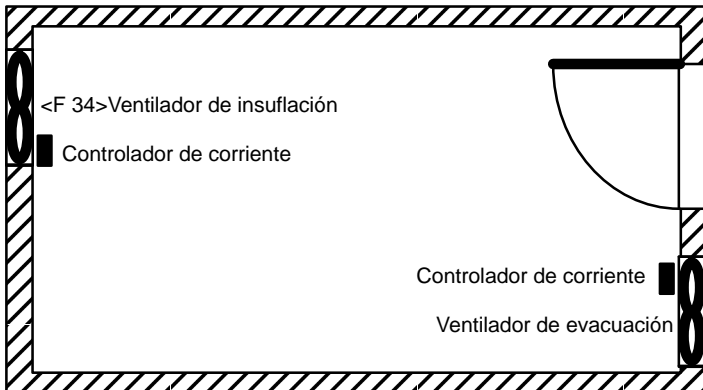 <F 34>Ventilador de insuflación
Controlador de corriente
Controlador de corriente
Ventilador de evacuación